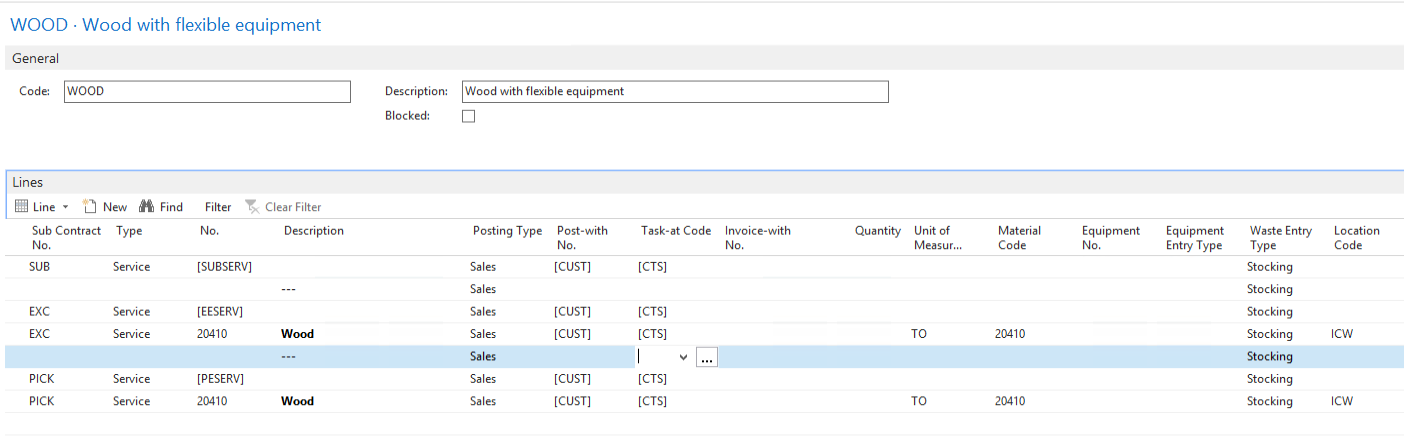 WOOD · Wood with flexible equipment
General
Code: WOOD Description: Wood with flexible equipment
Blocked:
Lines
Line New Find Filter Clear Filter
Sub Contract No. Type No. Description Posting Type Post-with No. Task-at Code Invoice-with No. Quantity Unit of Measur... Material Code Equipment No. Equipment Entry Type Waste Entry Type Location Code
SUB Service [SUBSERV] Sales [CUST] [CTS] Stocking
--- Sales Stocking
EXC Service [EESERV] Sales [CUST] [CTS] Stocking
EXC Service 20410 Wood Sales [CUST] [CTS] TO 20410 Stocking ICW
--- Sales ... Stocking
PICK Service [PESERV] Sales [CUST] [CTS] Stocking
PICK Service 20410 Wood Sales [CUST] [CTS] TO 20410 Stocking ICW